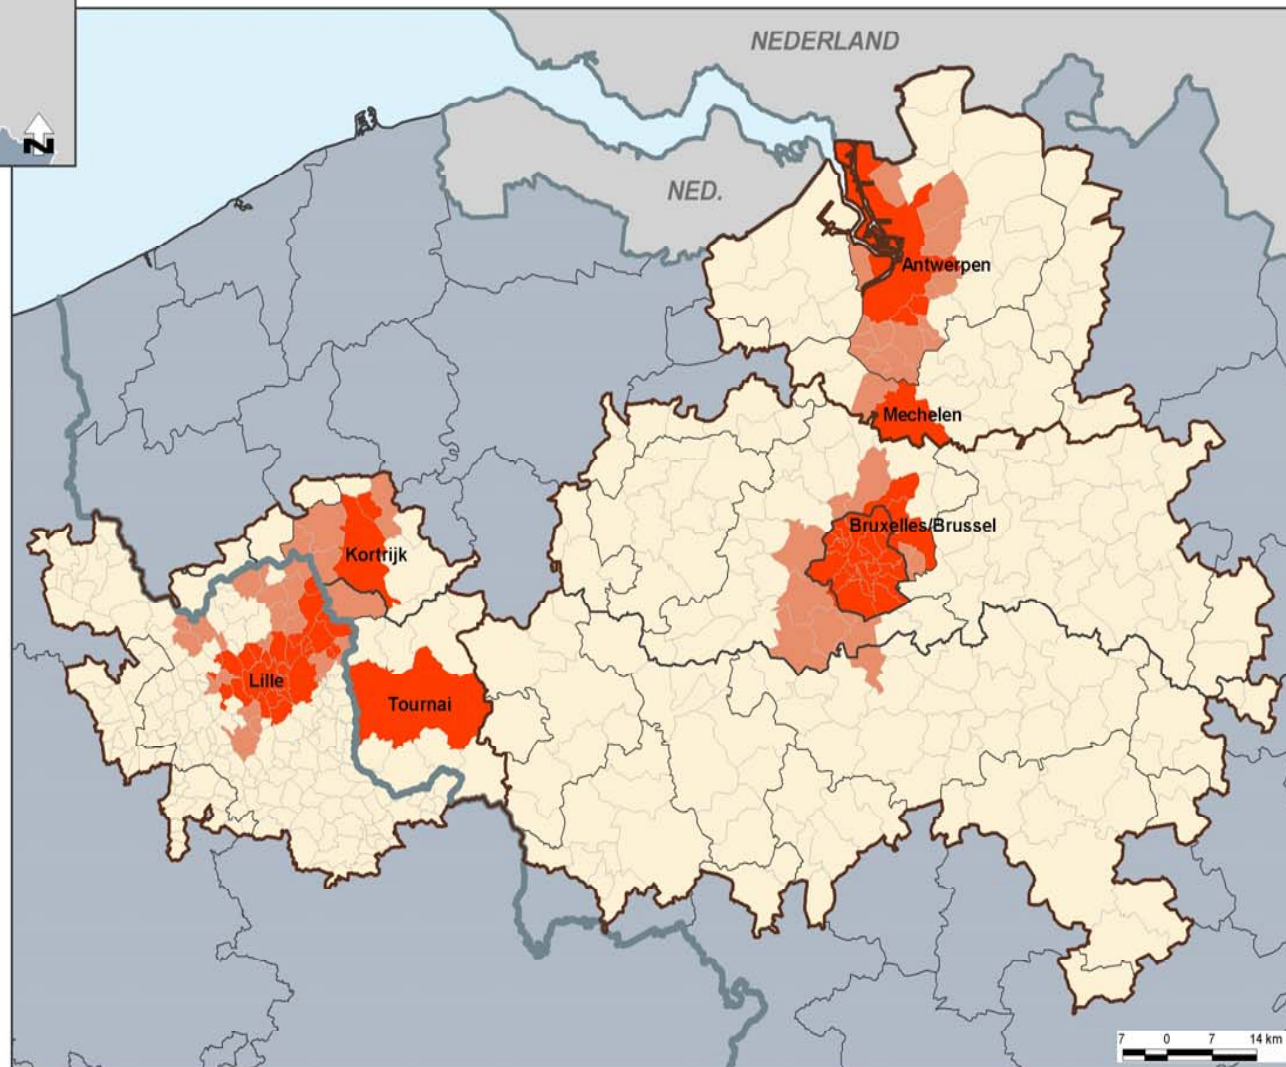 NEDERLAND
N
NED.
Antwerpen
Mechelen
Bruxelles/Brussel
Kortrijk
Lille
Tournai
7 0 7 14 km